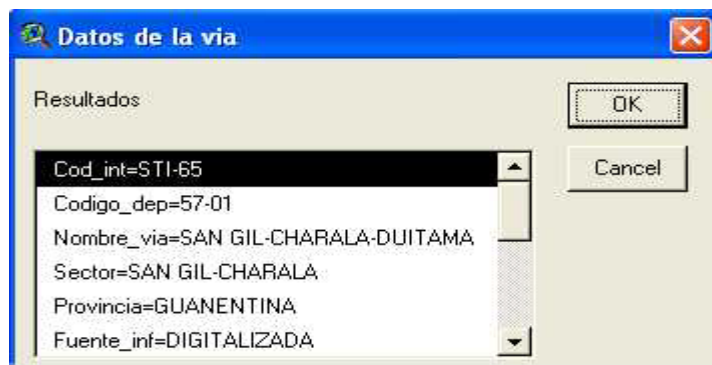 Datos de la via
Resultados
OK
Cancel
Cod_int=STI-65
Codigo_dep=57-01
Nombre_via=SAN GIL-CHARALA-DUITAMA
Sector=SAN GIL-CHARALA
Provincia=GUANENTINA
Fuente_inf=DIGITALIZADA